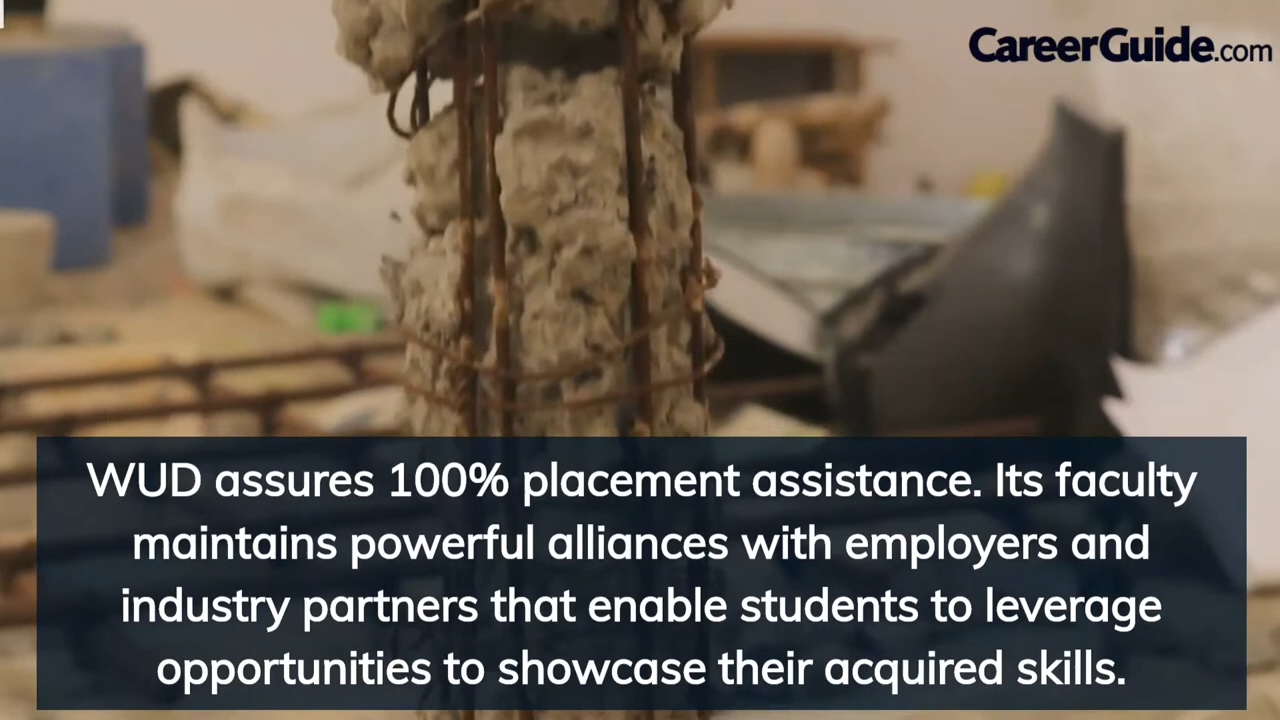 CareerGuide.com
WUD assures 100% placement assistance. Its faculty
maintains powerful alliances with employers and
industry partners that enable students to leverage
opportunities to showcase their acquired skills.